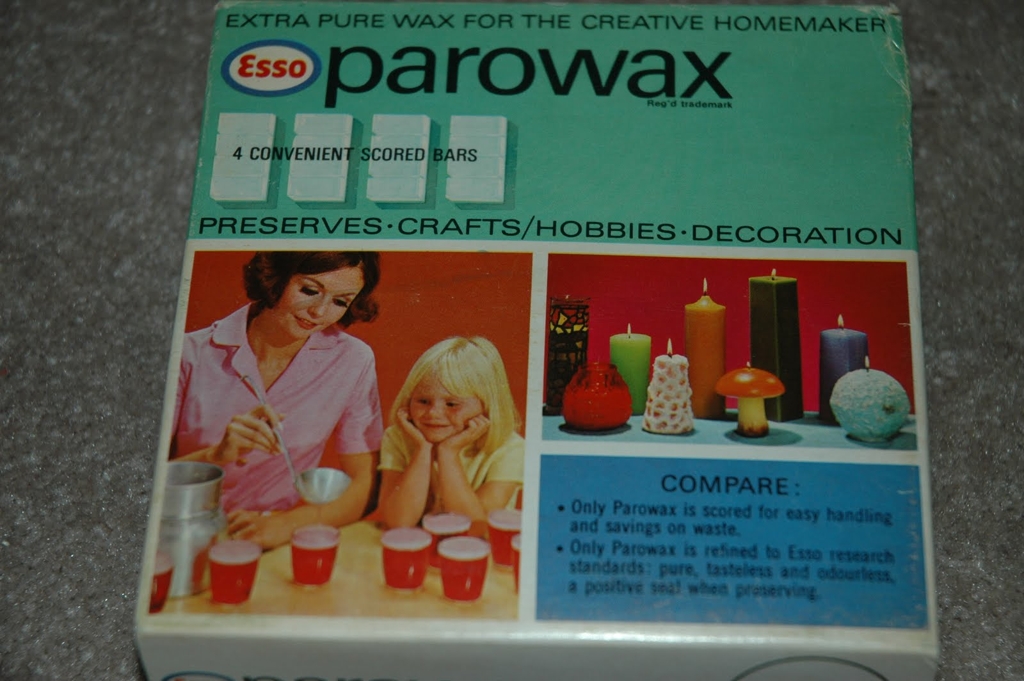 EXTRA PURE WAX FOR THE CREATIVE HOMEMAKER
Esso parowax
Reg'd trademark
4 CONVENIENT SCORED BARS
PRESERVES · CRAFTS/HOBBIES · DECORATION
COMPARE:
• Only Parowax is scored for easy handling
and savings on waste.
• Only Parowax is refined to Esso research
standards: pure, tasteless and odourless,
a positive seal when preserving.